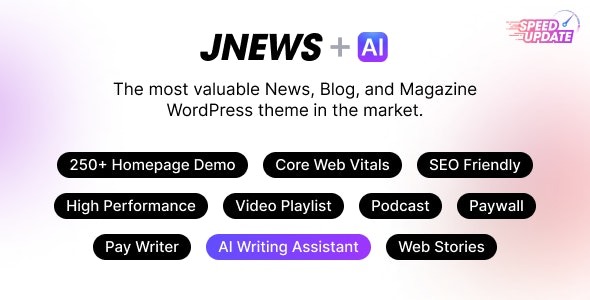 SPEED
UPDATE
JNEWS + AI
The most valuable News, Blog, and Magazine
WordPress theme in the market.
250+ Homepage Demo Core Web Vitals SEO Friendly
High Performance Video Playlist Podcast Paywall
Pay Writer AI Writing Assistant Web Stories